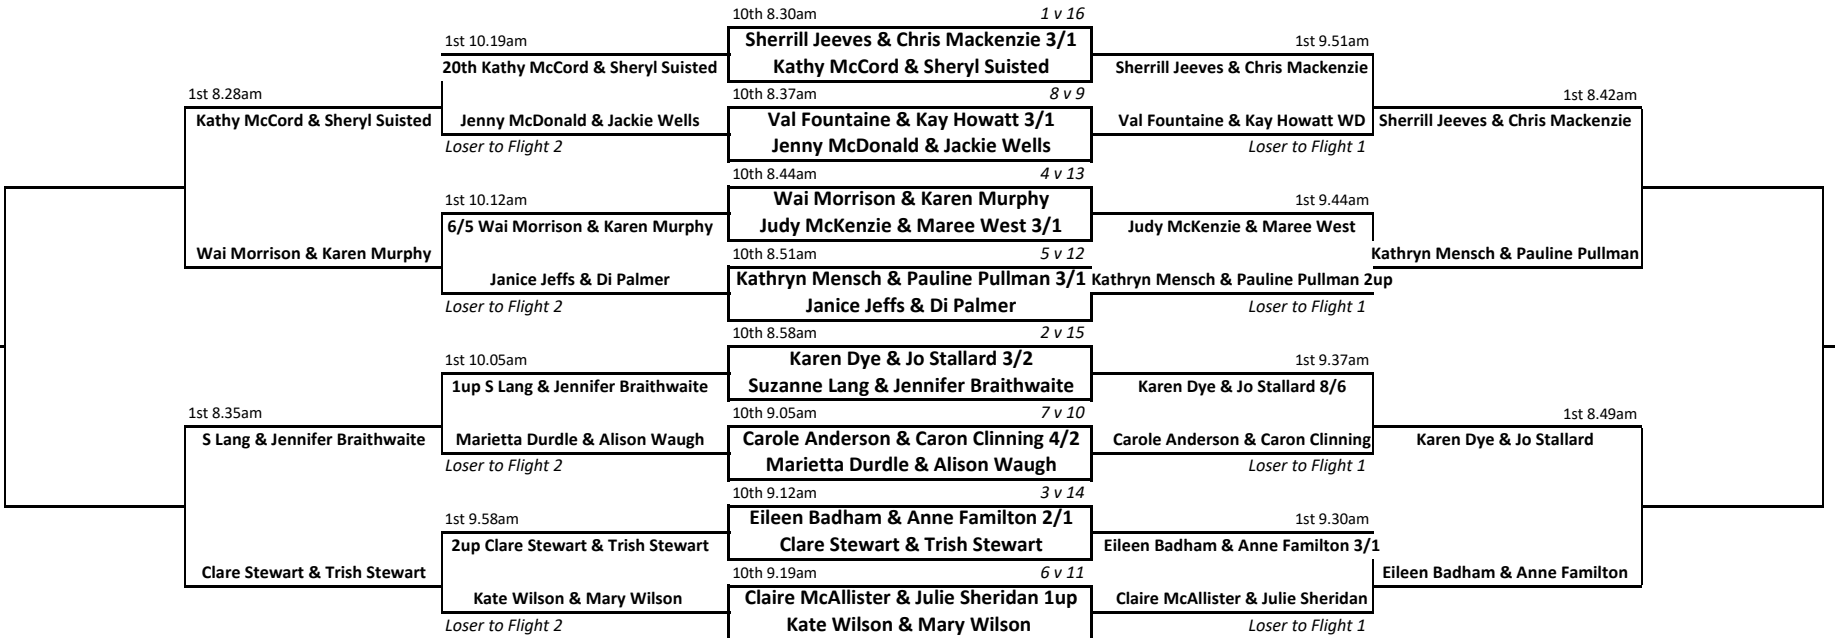 10th 8.30am 1 v 16
1st 10.19am Sherrill Jeeves & Chris Mackenzie 3/1 1st 9.51am
20th Kathy McCord & Sheryl Suisted Kathy McCord & Sheryl Suisted Sherrill Jeeves & Chris Mackenzie
1st 8.28am 10th 8.37am 8 v 9 1st 8.42am
Kathy McCord & Sheryl Suisted Jenny McDonald & Jackie Wells Val Fountaine & Kay Howatt 3/1 Val Fountaine & Kay Howatt WD Sherrill Jeeves & Chris Mackenzie
Loser to Flight 2 Jenny McDonald & Jackie Wells Loser to Flight 1
10th 8.44am 4 v 13
1st 10.12am Wai Morrison & Karen Murphy 1st 9.44am
6/5 Wai Morrison & Karen Murphy Judy McKenzie & Maree West 3/1 Judy McKenzie & Maree West
Wai Morrison & Karen Murphy 10th 8.51am 5 v 12 Kathryn Mensch & Pauline Pullman
Janice Jeffs & Di Palmer Kathryn Mensch & Pauline Pullman 3/1 Kathryn Mensch & Pauline Pullman 2up
Loser to Flight 2 Janice Jeffs & Di Palmer Loser to Flight 1
10th 8.58am 2 v 15
1st 10.05am Karen Dye & Jo Stallard 3/2 1st 9.37am
1up S Lang & Jennifer Braithwaite Suzanne Lang & Jennifer Braithwaite Karen Dye & Jo Stallard 8/6
1st 8.35am 10th 9.05am 7 v 10 1st 8.49am
S Lang & Jennifer Braithwaite Marietta Durdle & Alison Waugh Carole Anderson & Caron Clinning 4/2 Carole Anderson & Caron Clinning Karen Dye & Jo Stallard
Loser to Flight 2 Marietta Durdle & Alison Waugh Loser to Flight 1
10th 9.12am 3 v 14
1st 9.58am Eileen Badham & Anne Familton 2/1 1st 9.30am
2up Clare Stewart & Trish Stewart Clare Stewart & Trish Stewart Eileen Badham & Anne Familton 3/1
Clare Stewart & Trish Stewart 10th 9.19am 6 v 11 Eileen Badham & Anne Familton
Kate Wilson & Mary Wilson Claire McAllister & Julie Sheridan 1up Claire McAllister & Julie Sheridan
Loser to Flight 2 Kate Wilson & Mary Wilson Loser to Flight 1